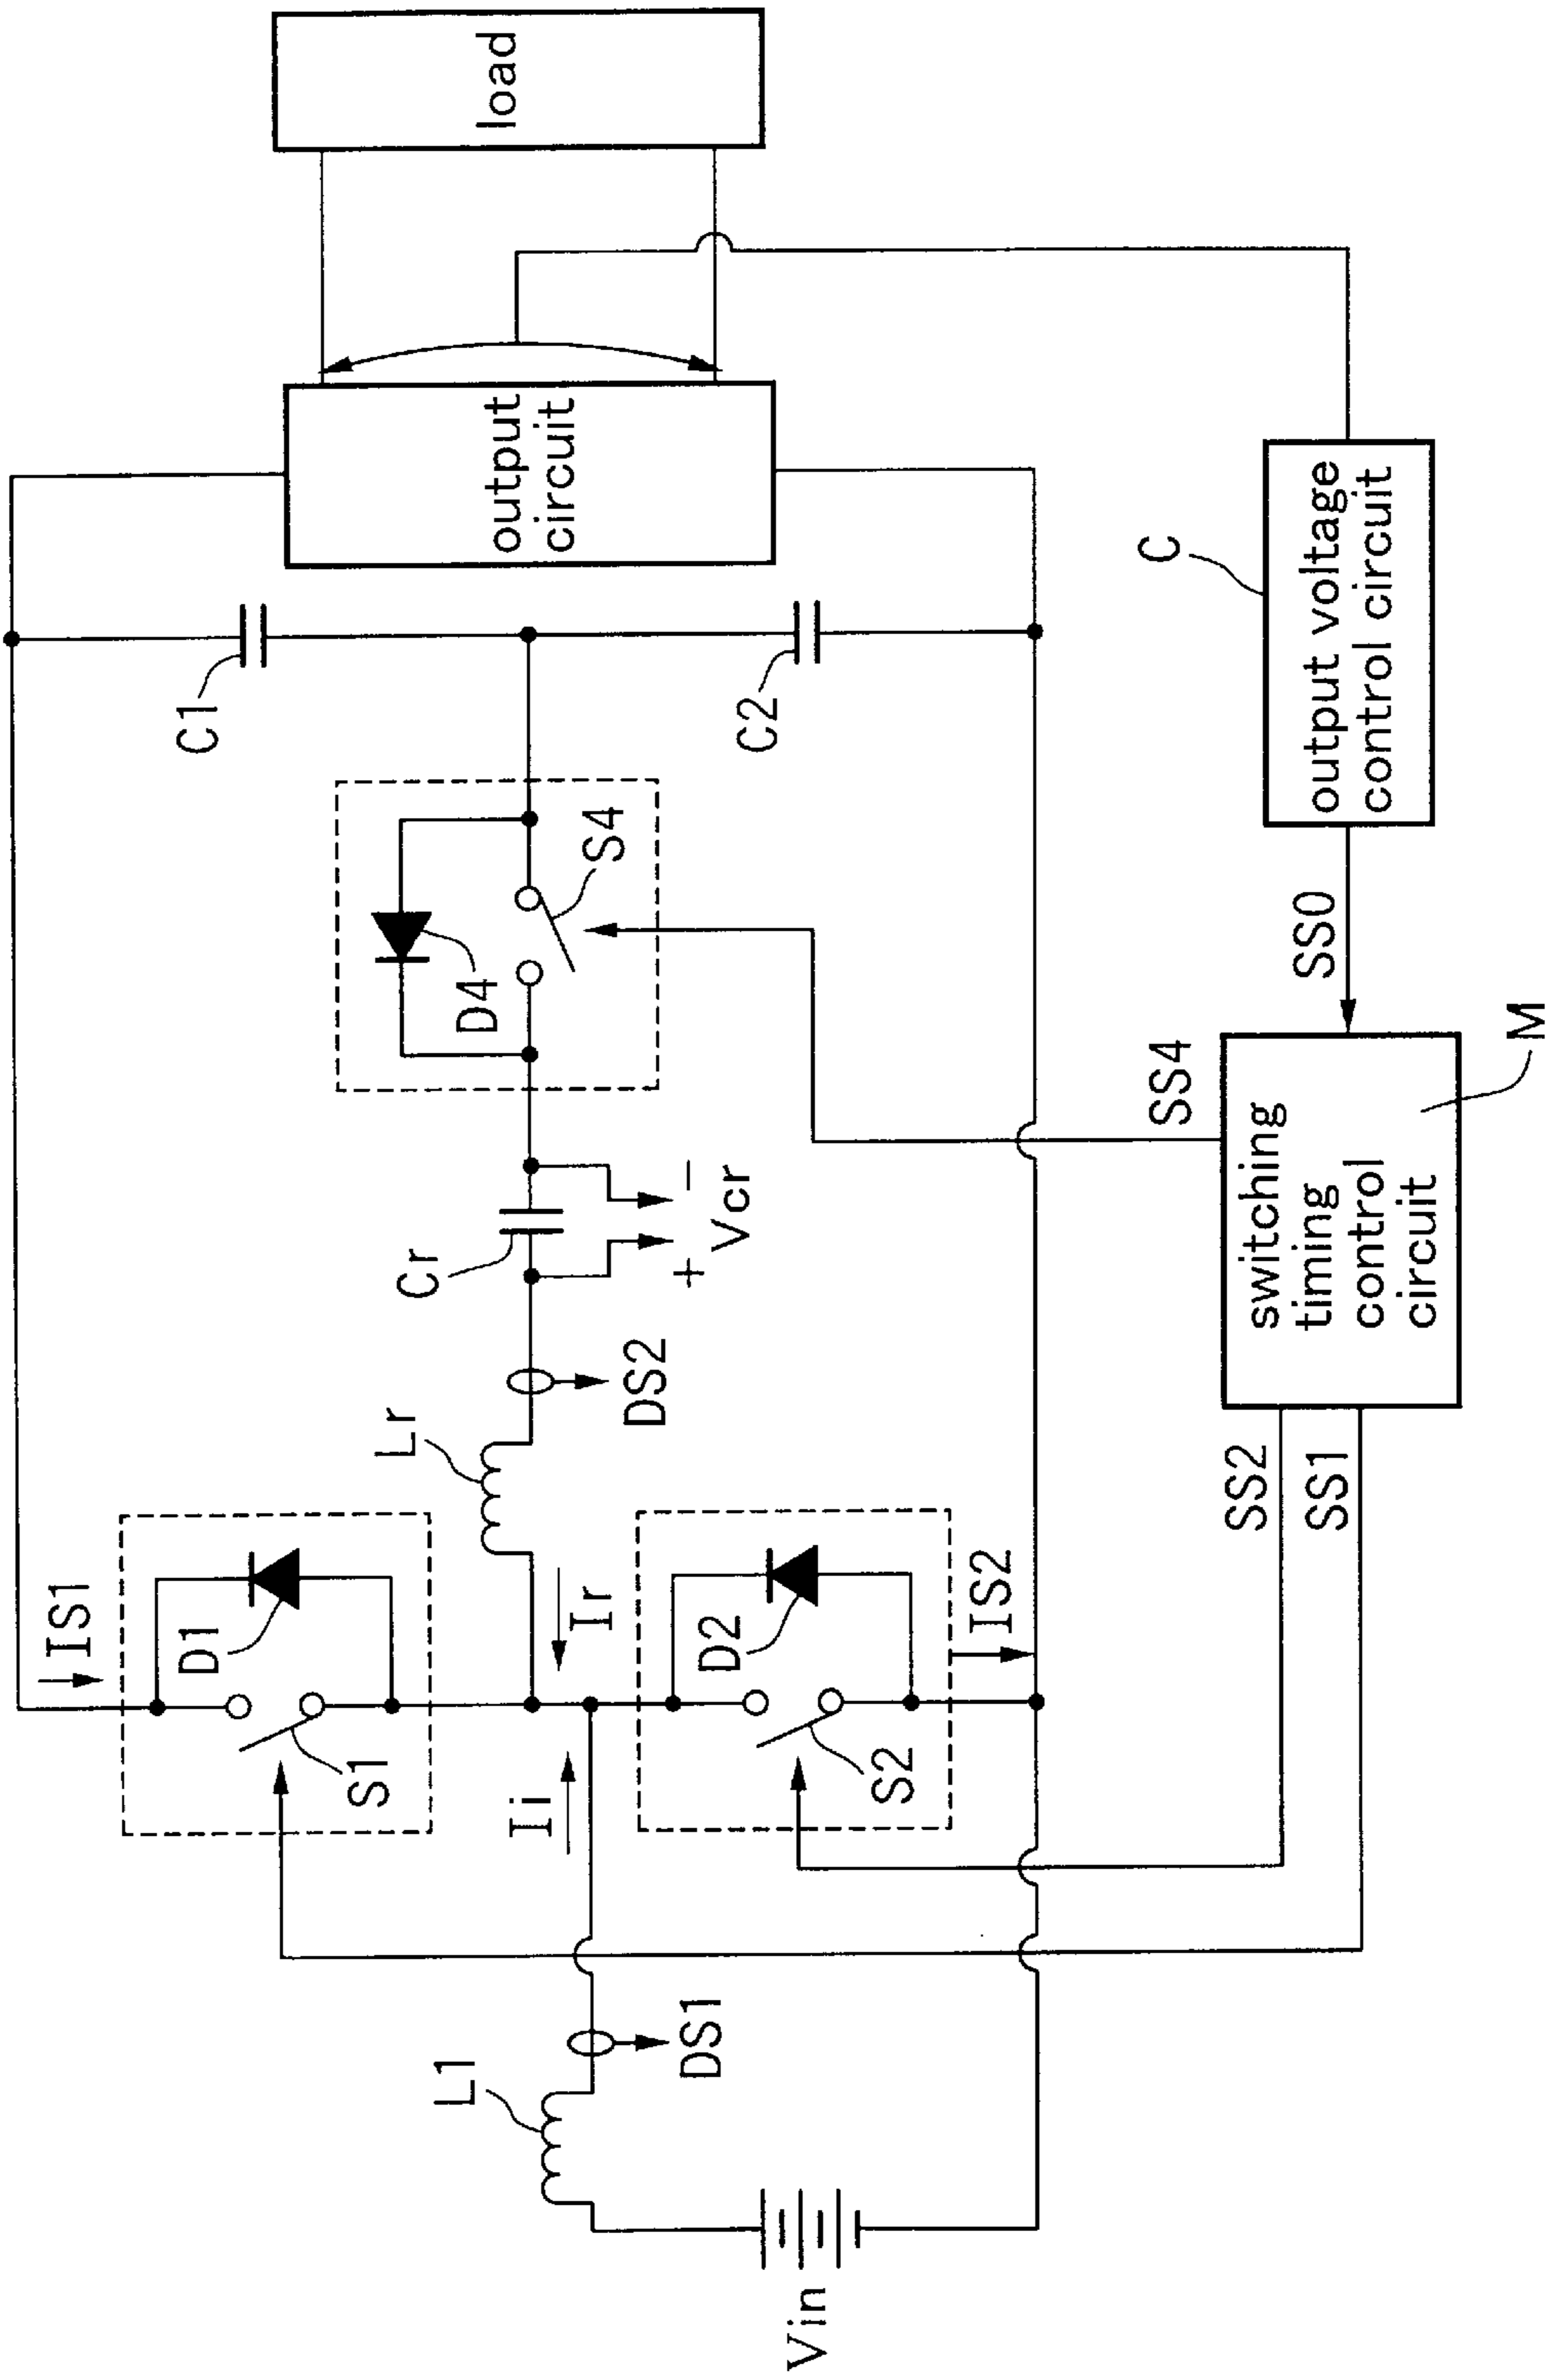 load
output
circuit
C1
C2
C
output voltage
control circuit
S4
D4
SS0
SS4
M
switching
timing
control
circuit
Cr
+
−
Vcr
DS2
Lr
SS2
SS1
IS1
D1
S1
Ir
Ii
D2
S2
IS2
L1
DS1
Vin